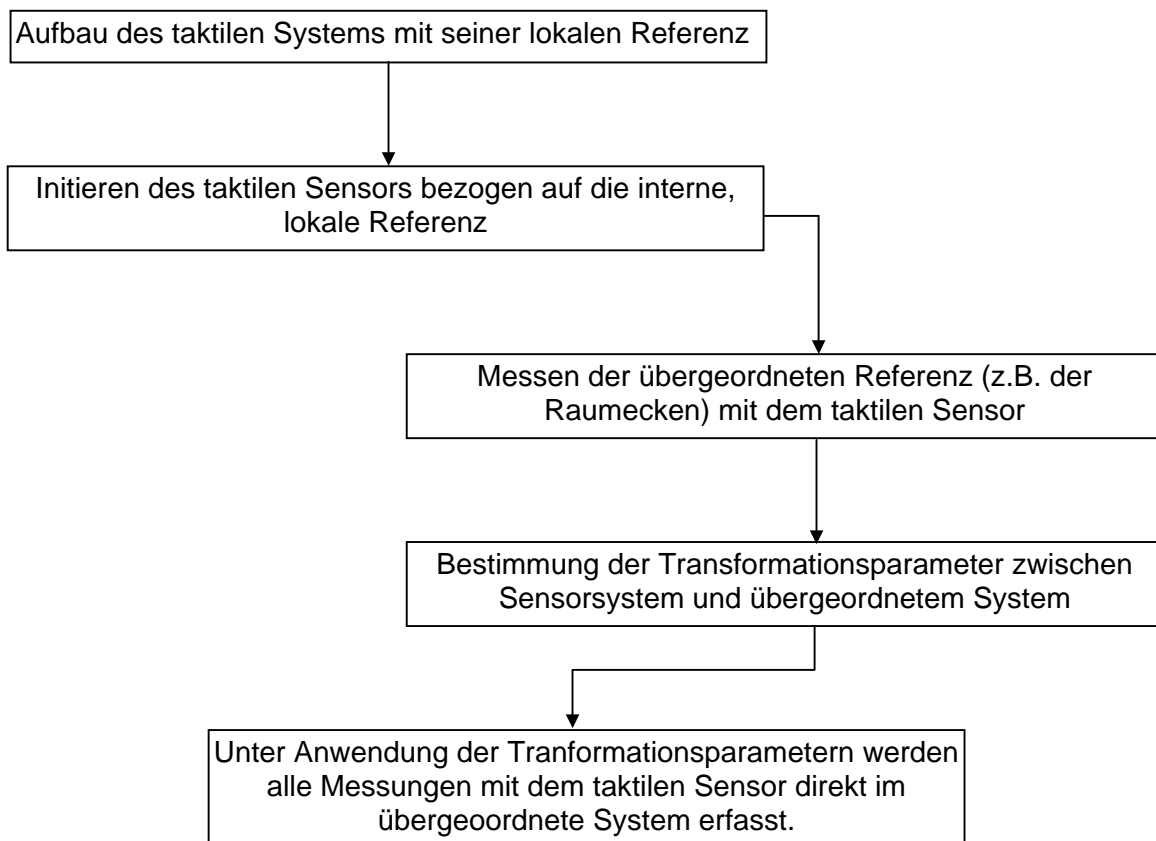 Aufbau des taktilen Systems mit seiner lokalen Referenz
Initieren des taktilen Sensors bezogen auf die interne,
lokale Referenz
Messen der übergeordneten Referenz (z.B. der
Raumecken) mit dem taktilen Sensor
Bestimmung der Transformationsparameter zwischen
Sensorsystem und übergeordnetem System
Unter Anwendung der Tranformationsparametern werden
alle Messungen mit dem taktilen Sensor direkt im
übergeoordnete System erfasst.